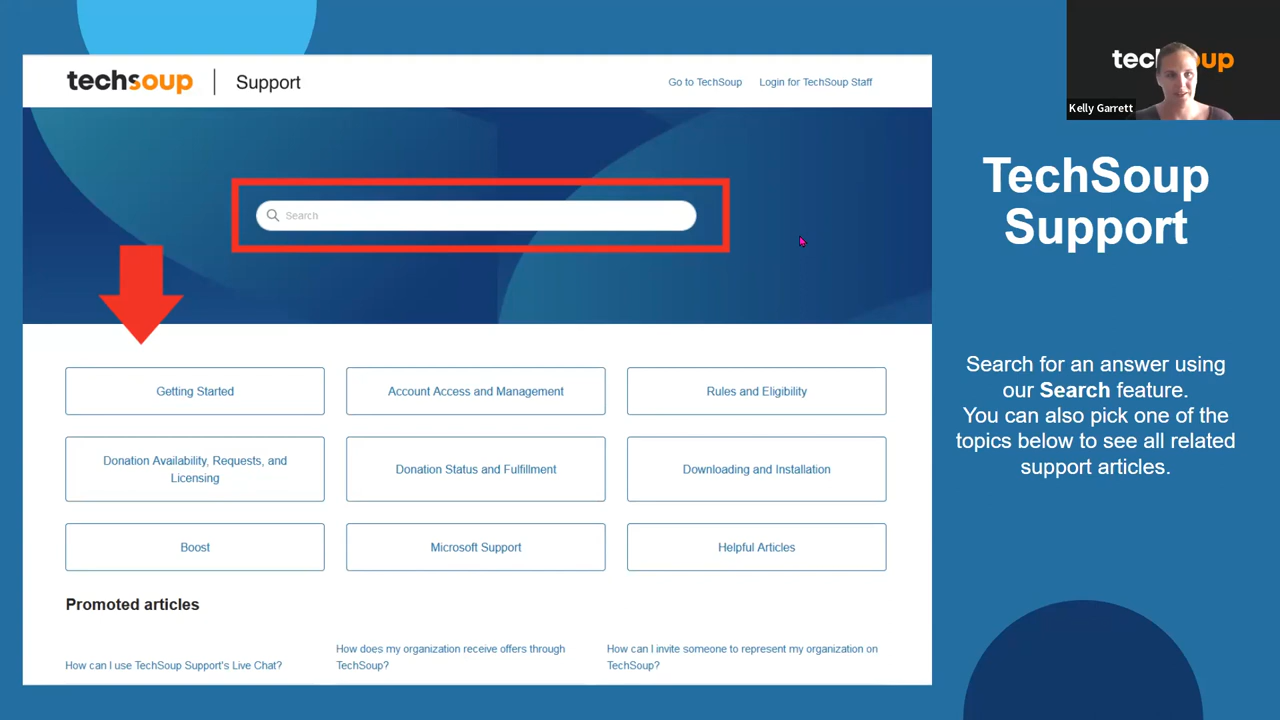 techsoup
Support
Go to TechSoup
Login for TechSoup Staff
Search
Getting Started
Account Access and Management
Rules and Eligibility
Donation Availability, Requests, and
Licensing
Donation Status and Fulfillment
Downloading and Installation
Boost
Microsoft Support
Helpful Articles
Promoted articles
How can I use TechSoup Support's Live Chat?
How does my organization receive offers through
TechSoup?
How can I invite someone to represent my organization on
TechSoup?
Kelly Garrett
TechSoup
Support
Search for an answer using
our Search feature.
You can also pick one of the
topics below to see all related
support articles.